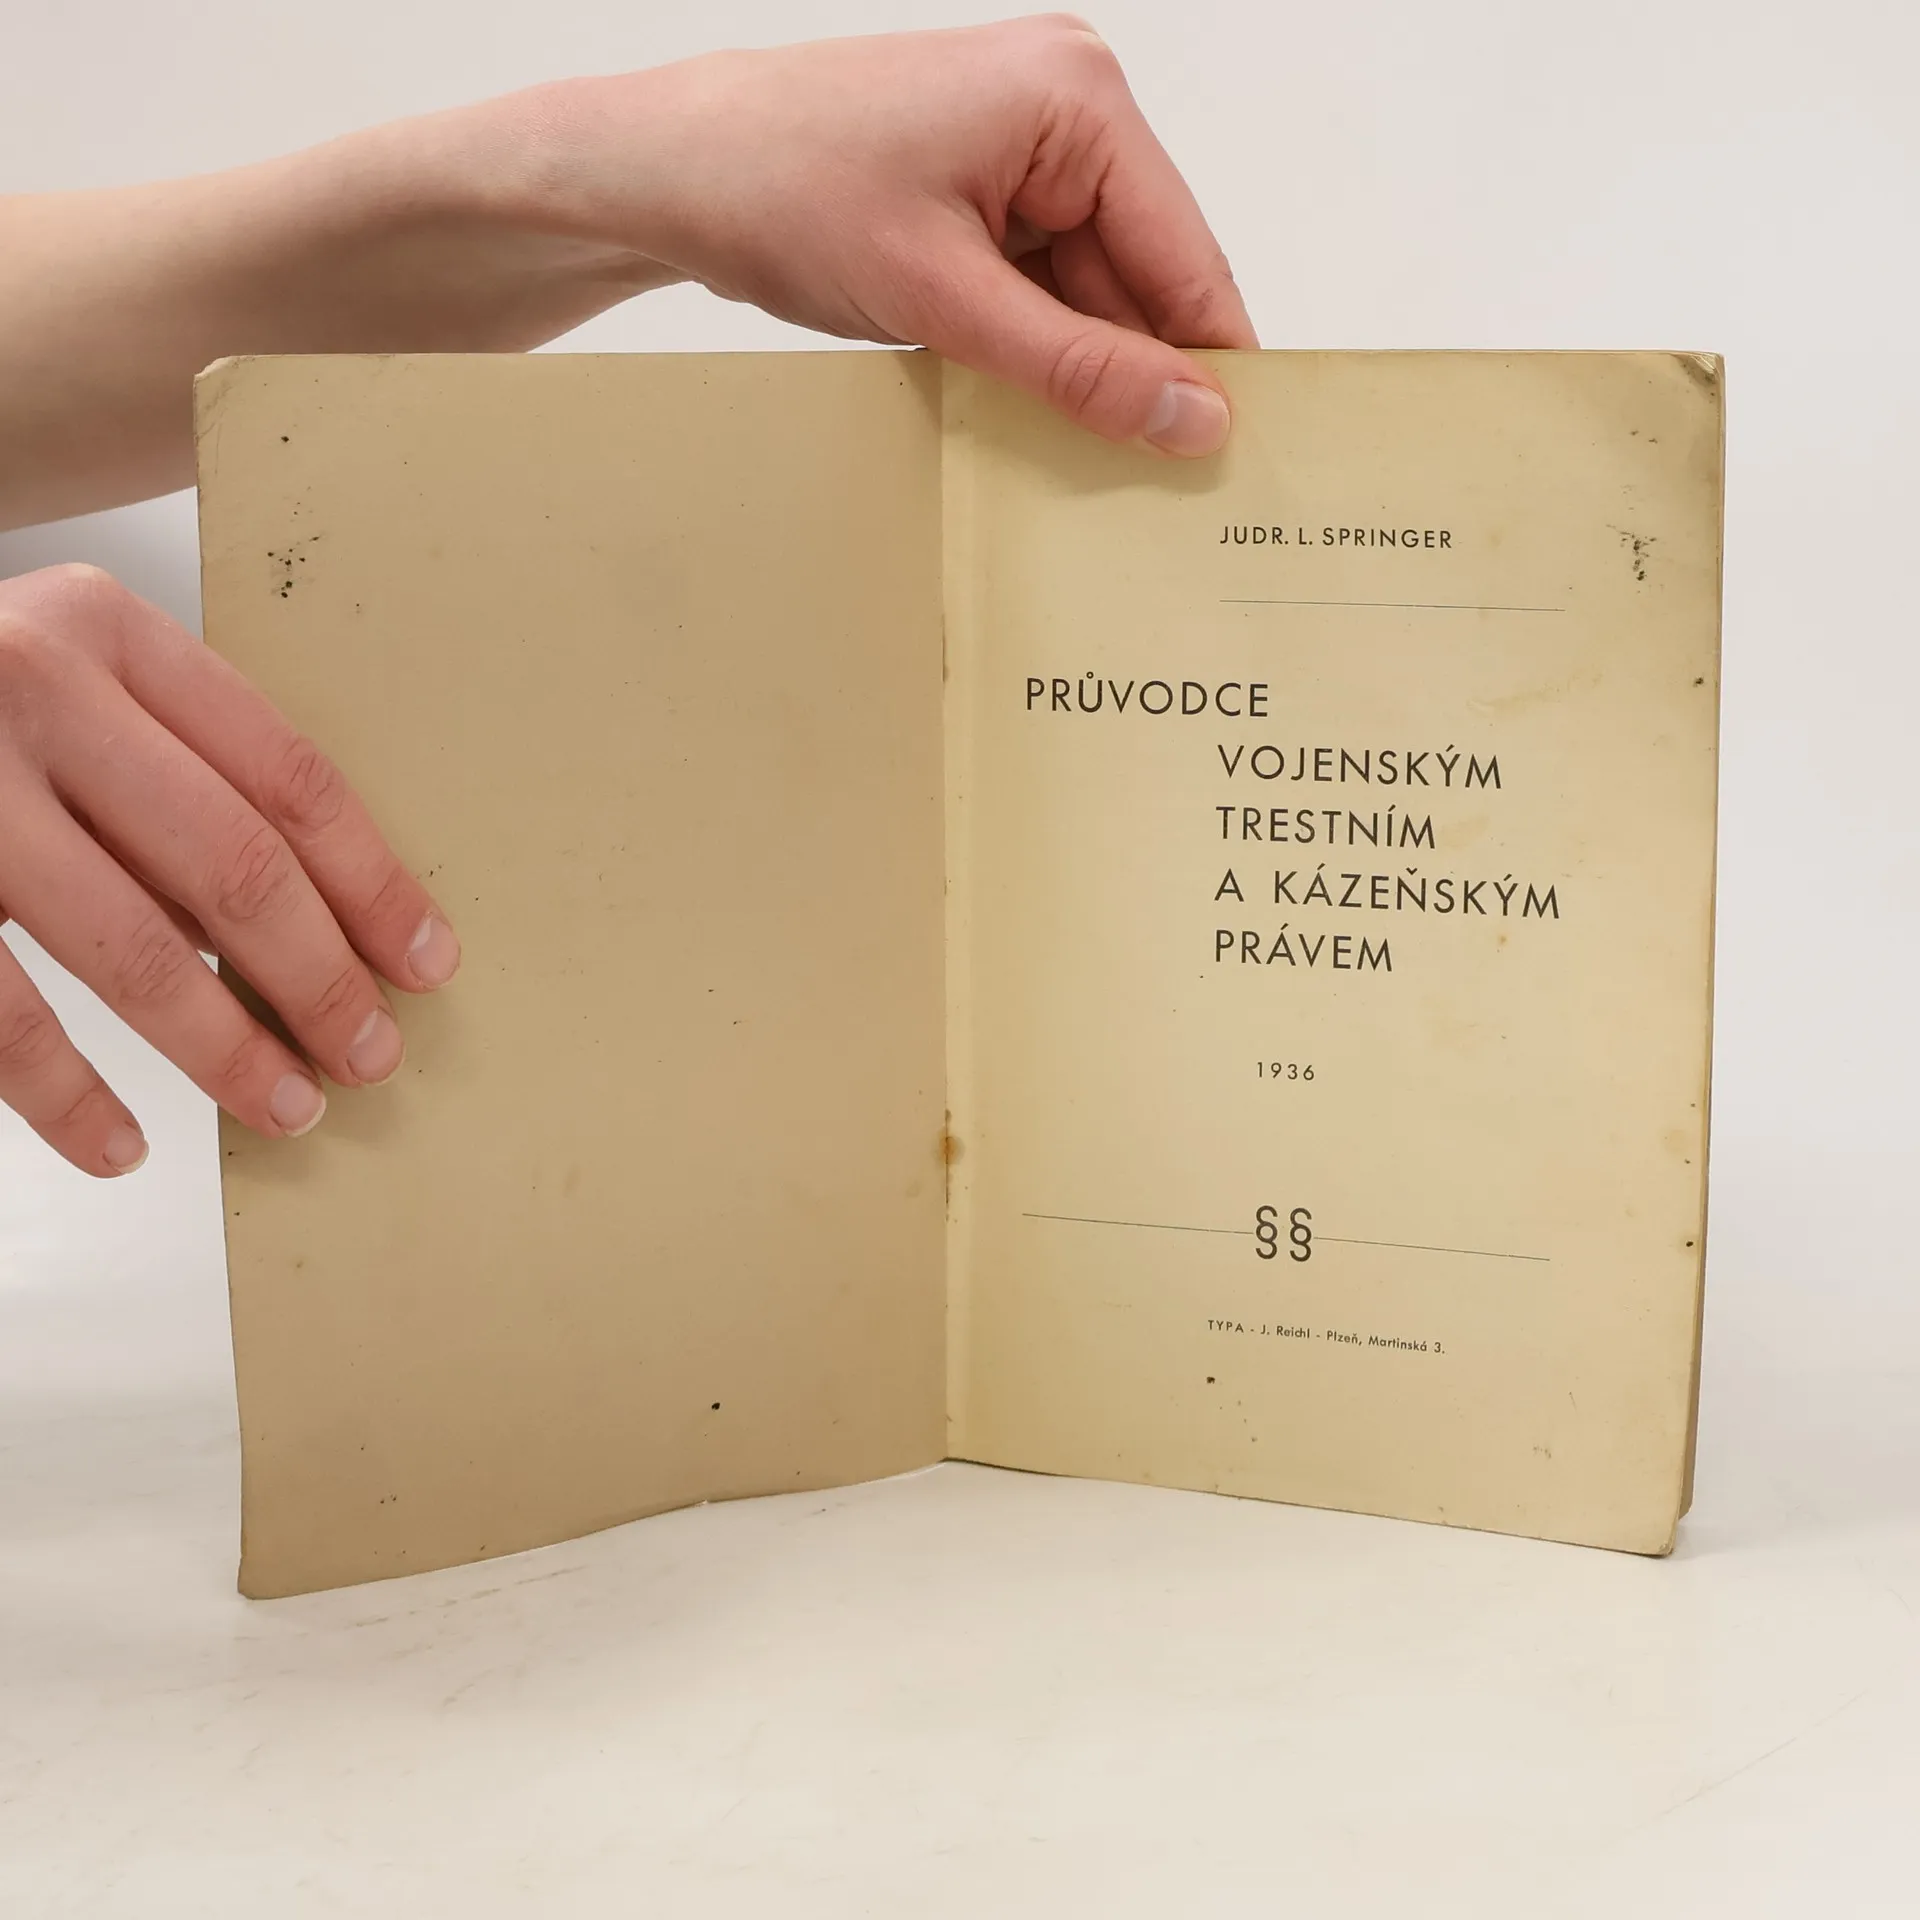 JUDR. L. SPRINGER
PRŮVODCE
VOJENSKÝM
TRESTNÍM
A KÁZEŇSKÝM
PRÁVEM
1936
§§
TYPA - J. Reichl - Plzeň, Martinská 3.